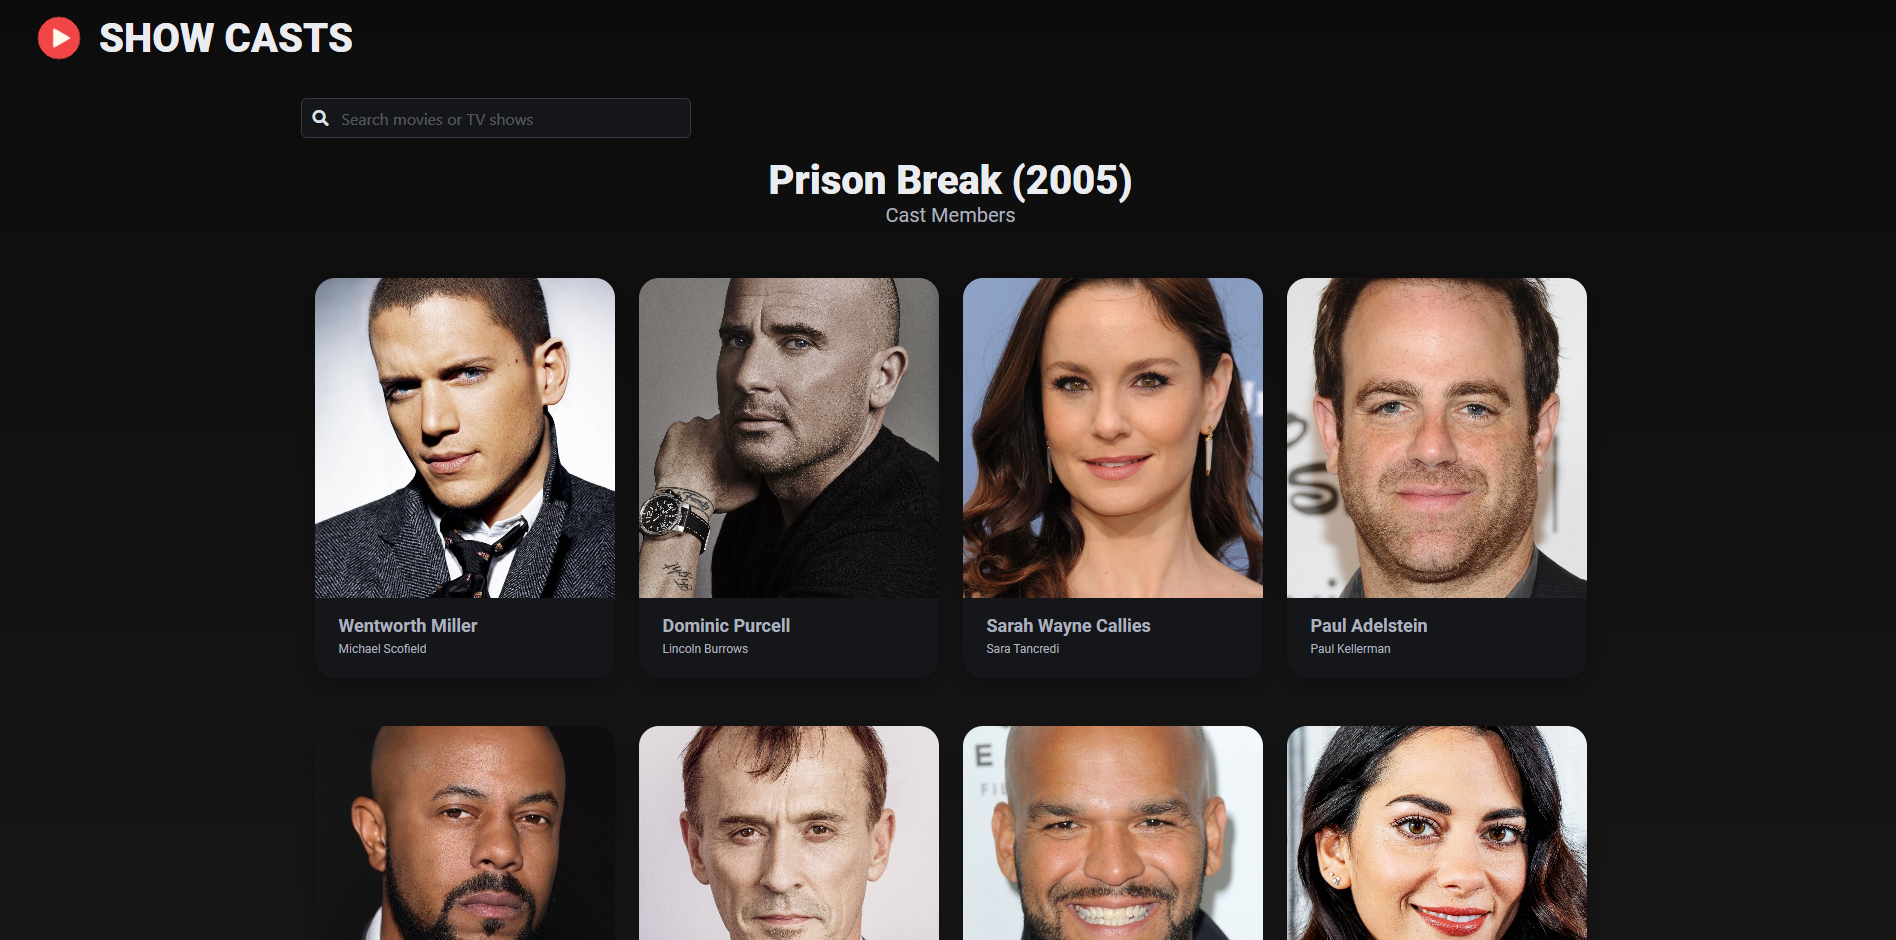 SHOW CASTS
Search movies or TV shows
Prison Break (2005)
Cast Members
Wentworth Miller
Michael Scofield
Dominic Purcell
Lincoln Burrows
Sarah Wayne Callies
Sara Tancredi
Paul Adelstein
Paul Kellerman
E
FIL